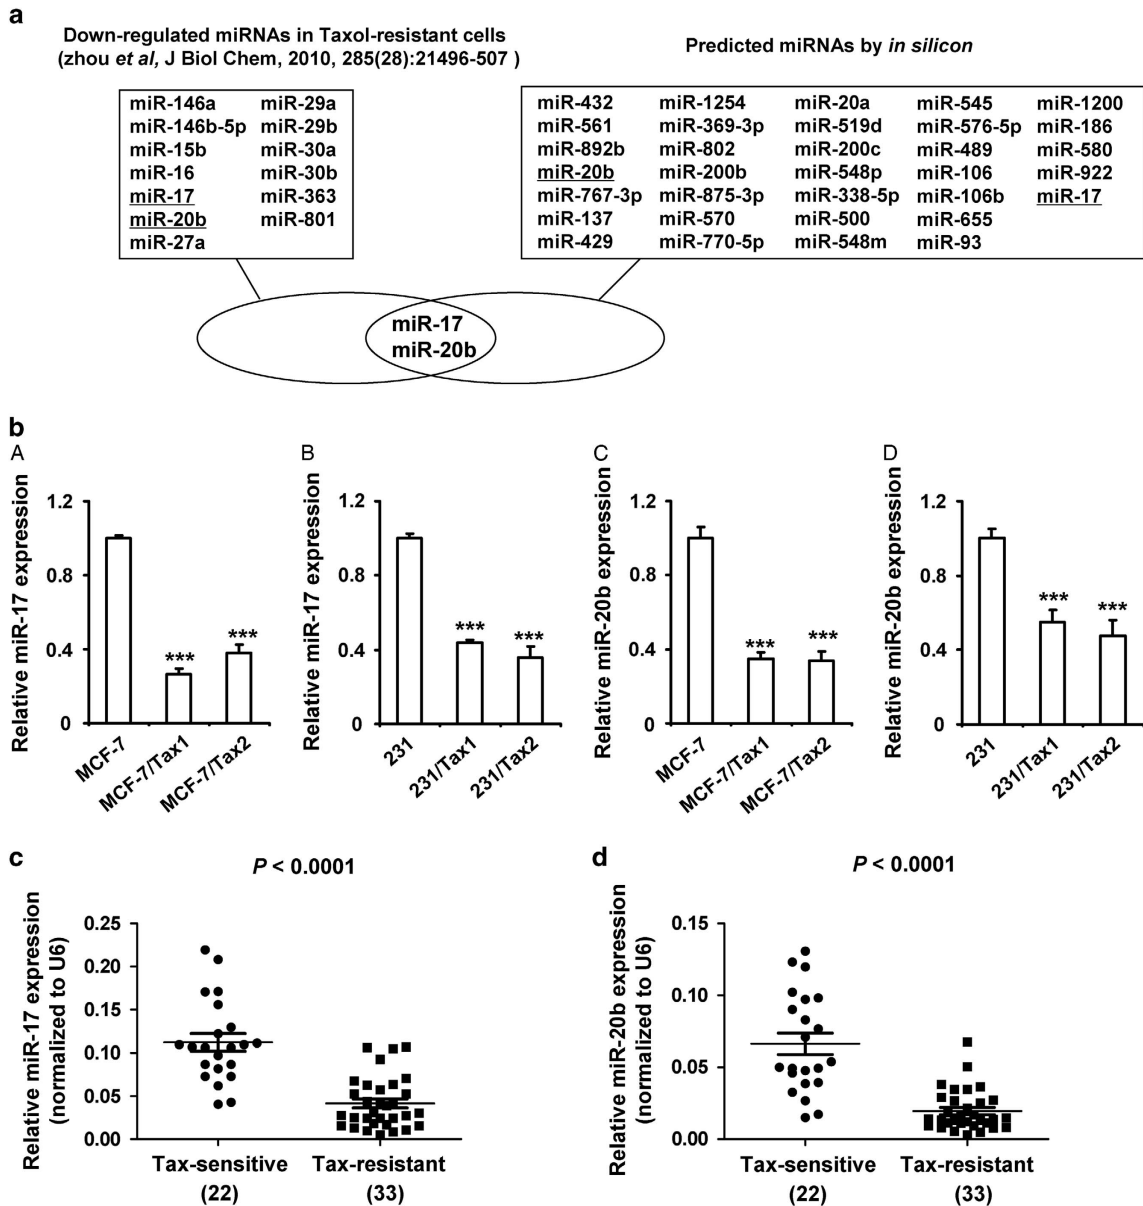 a
Down-regulated miRNAs in Taxol-resistant cells
(zhou et al, J Biol Chem, 2010, 285(28):21496-507 )
miR-146a miR-29a
miR-146b-5p miR-29b
miR-15b miR-30a
miR-16 miR-30b
miR-17 miR-363
miR-20b miR-801
miR-27a
Predicted miRNAs by in silicon
miR-432 miR-1254 miR-20a miR-545 miR-1200
miR-561 miR-369-3p miR-519d miR-576-5p miR-186
miR-892b miR-802 miR-200c miR-489 miR-580
miR-20b miR-200b miR-548p miR-106 miR-922
miR-767-3p miR-875-3p miR-338-5p miR-106b miR-17
miR-137 miR-570 miR-500 miR-655
miR-429 miR-770-5p miR-548m miR-93
miR-17
miR-20b
b
A
Relative miR-17 expression
1.2
0.8
0.4
0
***
***
MCF-7
MCF-7/Tax1
MCF-7/Tax2
B
Relative miR-17 expression
1.2
0.8
0.4
0
***
***
231
231/Tax1
231/Tax2
C
Relative miR-20b expression
1.2
0.8
0.4
0
***
***
MCF-7
MCF-7/Tax1
MCF-7/Tax2
D
Relative miR-20b expression
1.2
0.8
0.4
0
***
***
231
231/Tax1
231/Tax2
c
P < 0.0001
Relative miR-17 expression
(normalized to U6)
0.25
0.20
0.15
0.10
0.05
0.00
Tax-sensitive Tax-resistant
(22) (33)
d
P < 0.0001
Relative miR-20b expression
(normalized to U6)
0.15
0.10
0.05
0.00
Tax-sensitive Tax-resistant
(22) (33)